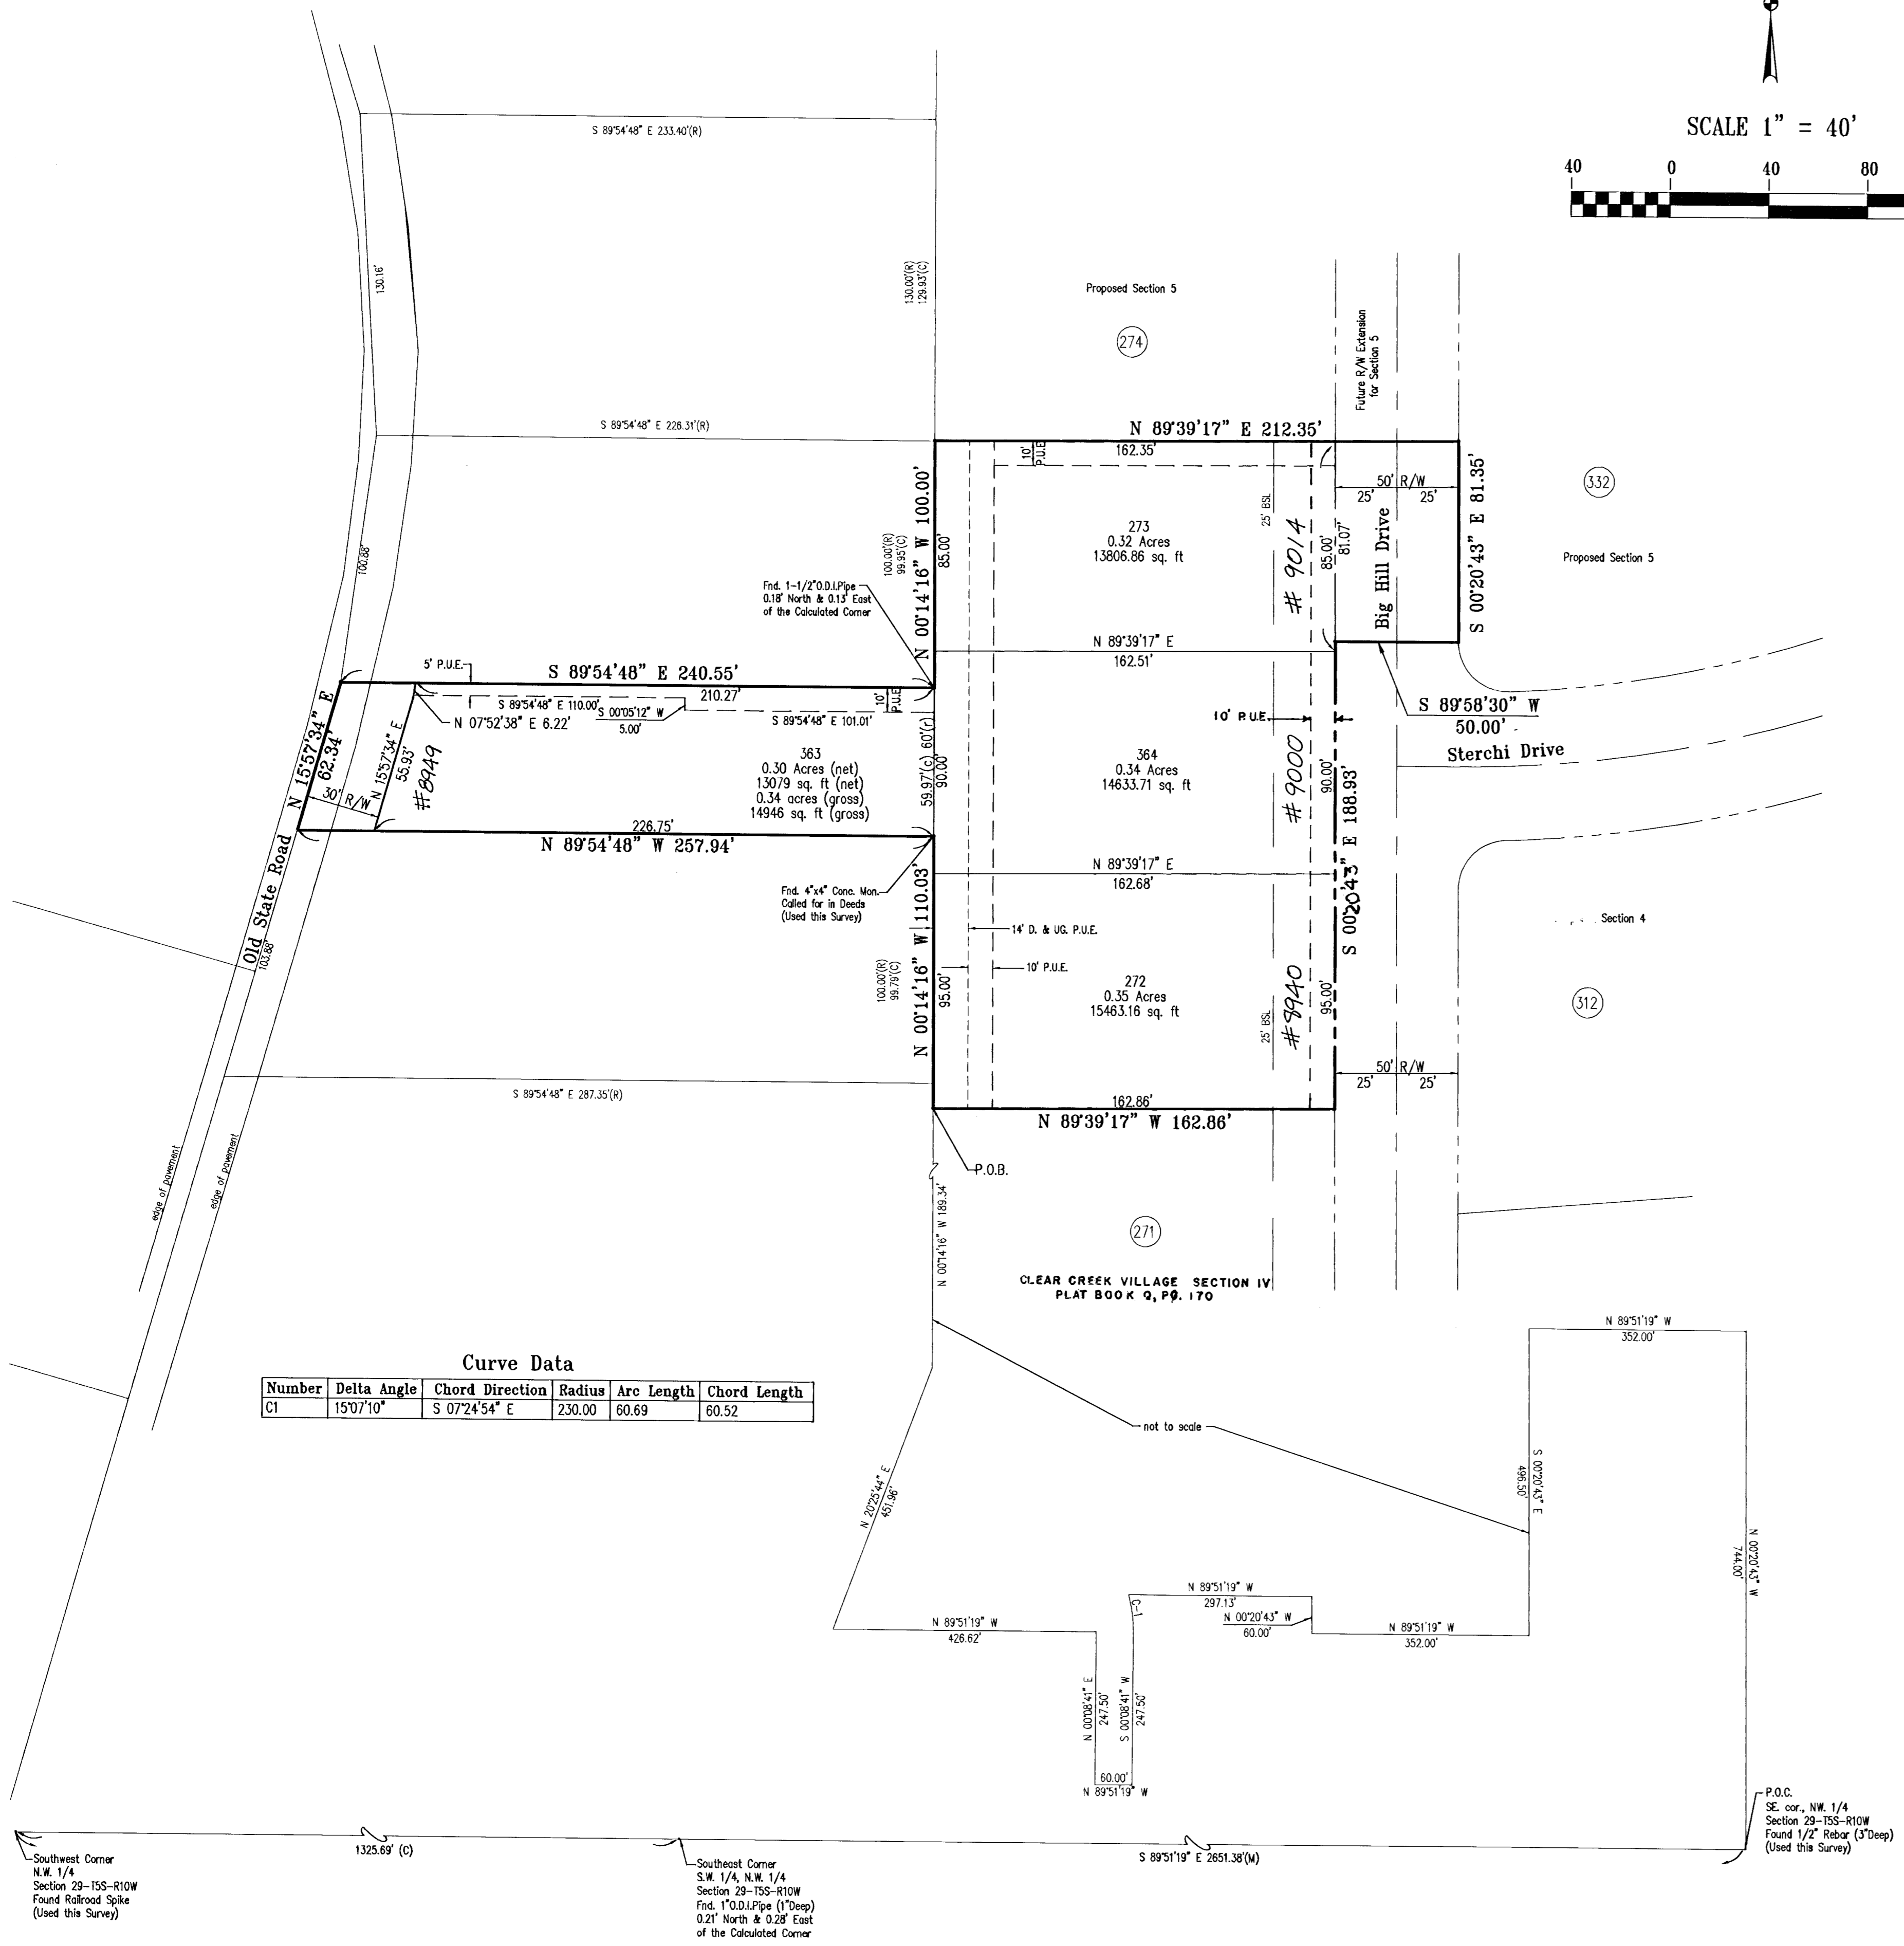 SCALE 1" = 40'
40 0 40 80
S 89°54'48" E 233.40'(R)
130.16'
130.00'(R)
129.93'(C)
Proposed Section 5
274
Future R/W Extension
for Section 5
S 89°54'48" E 226.31'(R)
N 89°39'17" E 212.35'
162.35'
10'
P.U.E.
50' R/W
25' 25'
332
Proposed Section 5
S 00°20'43" E 81.35'
Big Hill Drive
N 00°14'16" W 100.00'
100.00'(R)
99.95'(C)
85.00'
273
0.32 Acres
13806.86 sq. ft
25' BSL
# 9014
85.00'
81.07'
100.88'
Fnd. 1-1/2"O.D.I.Pipe
0.18' North & 0.13' East
of the Calculated Corner
N 89°39'17" E
162.51'
5' P.U.E.
S 89°54'48" E 240.55'
210.27'
10'
P.U.E
S 89°54'48" E 110.00'
S 00°05'12" W
5.00'
S 89°54'48" E 101.01'
N 07°52'38" E 6.22'
N 15°57'34" E
62.34'
N 15°57'34" E
55.93'
#8949
30' R/W
363
0.30 Acres (net)
13079 sq. ft (net)
0.34 acres (gross)
14946 sq. ft (gross)
59.97'(c) 60'(r)
90.00'
10' P.U.E.
364
0.34 Acres
14633.71 sq. ft
#9000
90.00'
S 00°20'43" E 188.93'
S 89°58'30" W
50.00'
Sterchi Drive
226.75'
N 89°54'48" W 257.94'
Old State Road
103.88'
Fnd. 4"x4" Conc. Mon.
Called for in Deeds
(Used this Survey)
N 89°39'17" E
162.68'
N 00°14'16" W 110.03'
100.00'(R)
99.79'(C)
95.00'
14' D. & UG. P.U.E.
10' P.U.E.
272
0.35 Acres
15463.16 sq. ft
25' BSL
#8940
95.00'
Section 4
312
50' R/W
25' 25'
S 89°54'48" E 287.35'(R)
162.86'
N 89°39'17" W 162.86'
P.O.B.
edge of pavement
edge of pavement
N 00°14'16" W 189.34'
271
CLEAR CREEK VILLAGE SECTION IV
PLAT BOOK Q, PG. 170
N 89°51'19" W
352.00'
Curve Data
Number Delta Angle Chord Direction Radius Arc Length Chord Length
C1 15°07'10" S 07°24'54" E 230.00 60.69 60.52
not to scale
N 20°25'44" E
451.96'
S 00°20'43" E
496.50'
N 00°20'43" W
744.00'
N 89°51'19" W
297.13'
C-1
N 00°20'43" W
60.00'
N 89°51'19" W
426.62'
N 89°51'19" W
352.00'
N 00°08'41" E
247.50'
S 00°08'41" W
247.50'
60.00'
N 89°51'19" W
P.O.C.
SE. cor., NW. 1/4
Section 29-T5S-R10W
Found 1/2" Rebar (3"Deep)
(Used this Survey)
1325.69' (C)
S 89°51'19" E 2651.38'(M)
Southwest Corner
N.W. 1/4
Section 29-T5S-R10W
Found Railroad Spike
(Used this Survey)
Southeast Corner
S.W. 1/4, N.W. 1/4
Section 29-T5S-R10W
Fnd. 1"O.D.I.Pipe (1"Deep)
0.21' North & 0.28' East
of the Calculated Corner